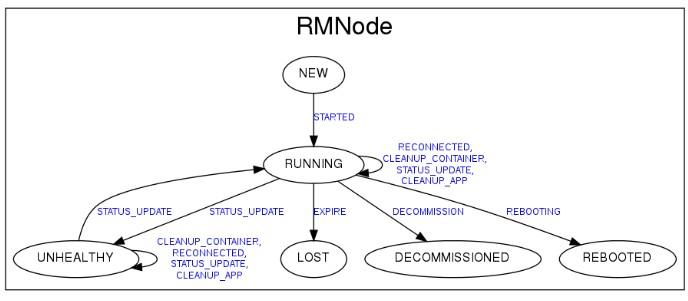 RMNode
NEW
STARTED
RUNNING
RECONNECTED,
CLEANUP_CONTAINER,
STATUS_UPDATE,
CLEANUP_APP
STATUS_UPDATE
STATUS_UPDATE
EXPIRE
DECOMMISSION
REBOOTING
UNHEALTHY
CLEANUP_CONTAINER,
RECONNECTED,
STATUS_UPDATE,
CLEANUP_APP
LOST
DECOMMISSIONED
REBOOTED